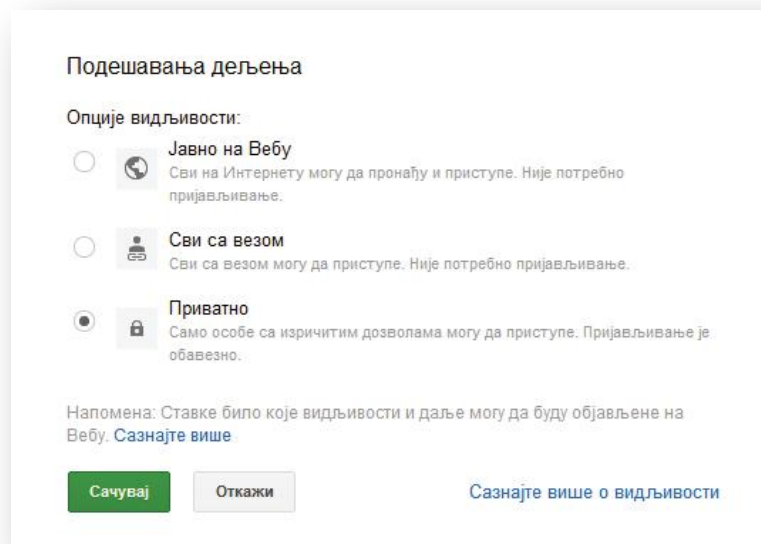 Подешавања дељења
Опције видљивости:
Јавно на Вебу
Сви на Интернету могу да пронађу и приступе. Није потребно
пријављивање.
Сви са везом
Сви са везом могу да приступе. Није потребно пријављивање.
Приватно
Само особе са изричитим дозволама могу да приступе. Пријављивање је
обавезно.
Напомена: Ставке било које видљивости и даље могу да буду објављене на
Вебу. Сазнајте више
Сачувај Откажи Сазнајте више о видљивости